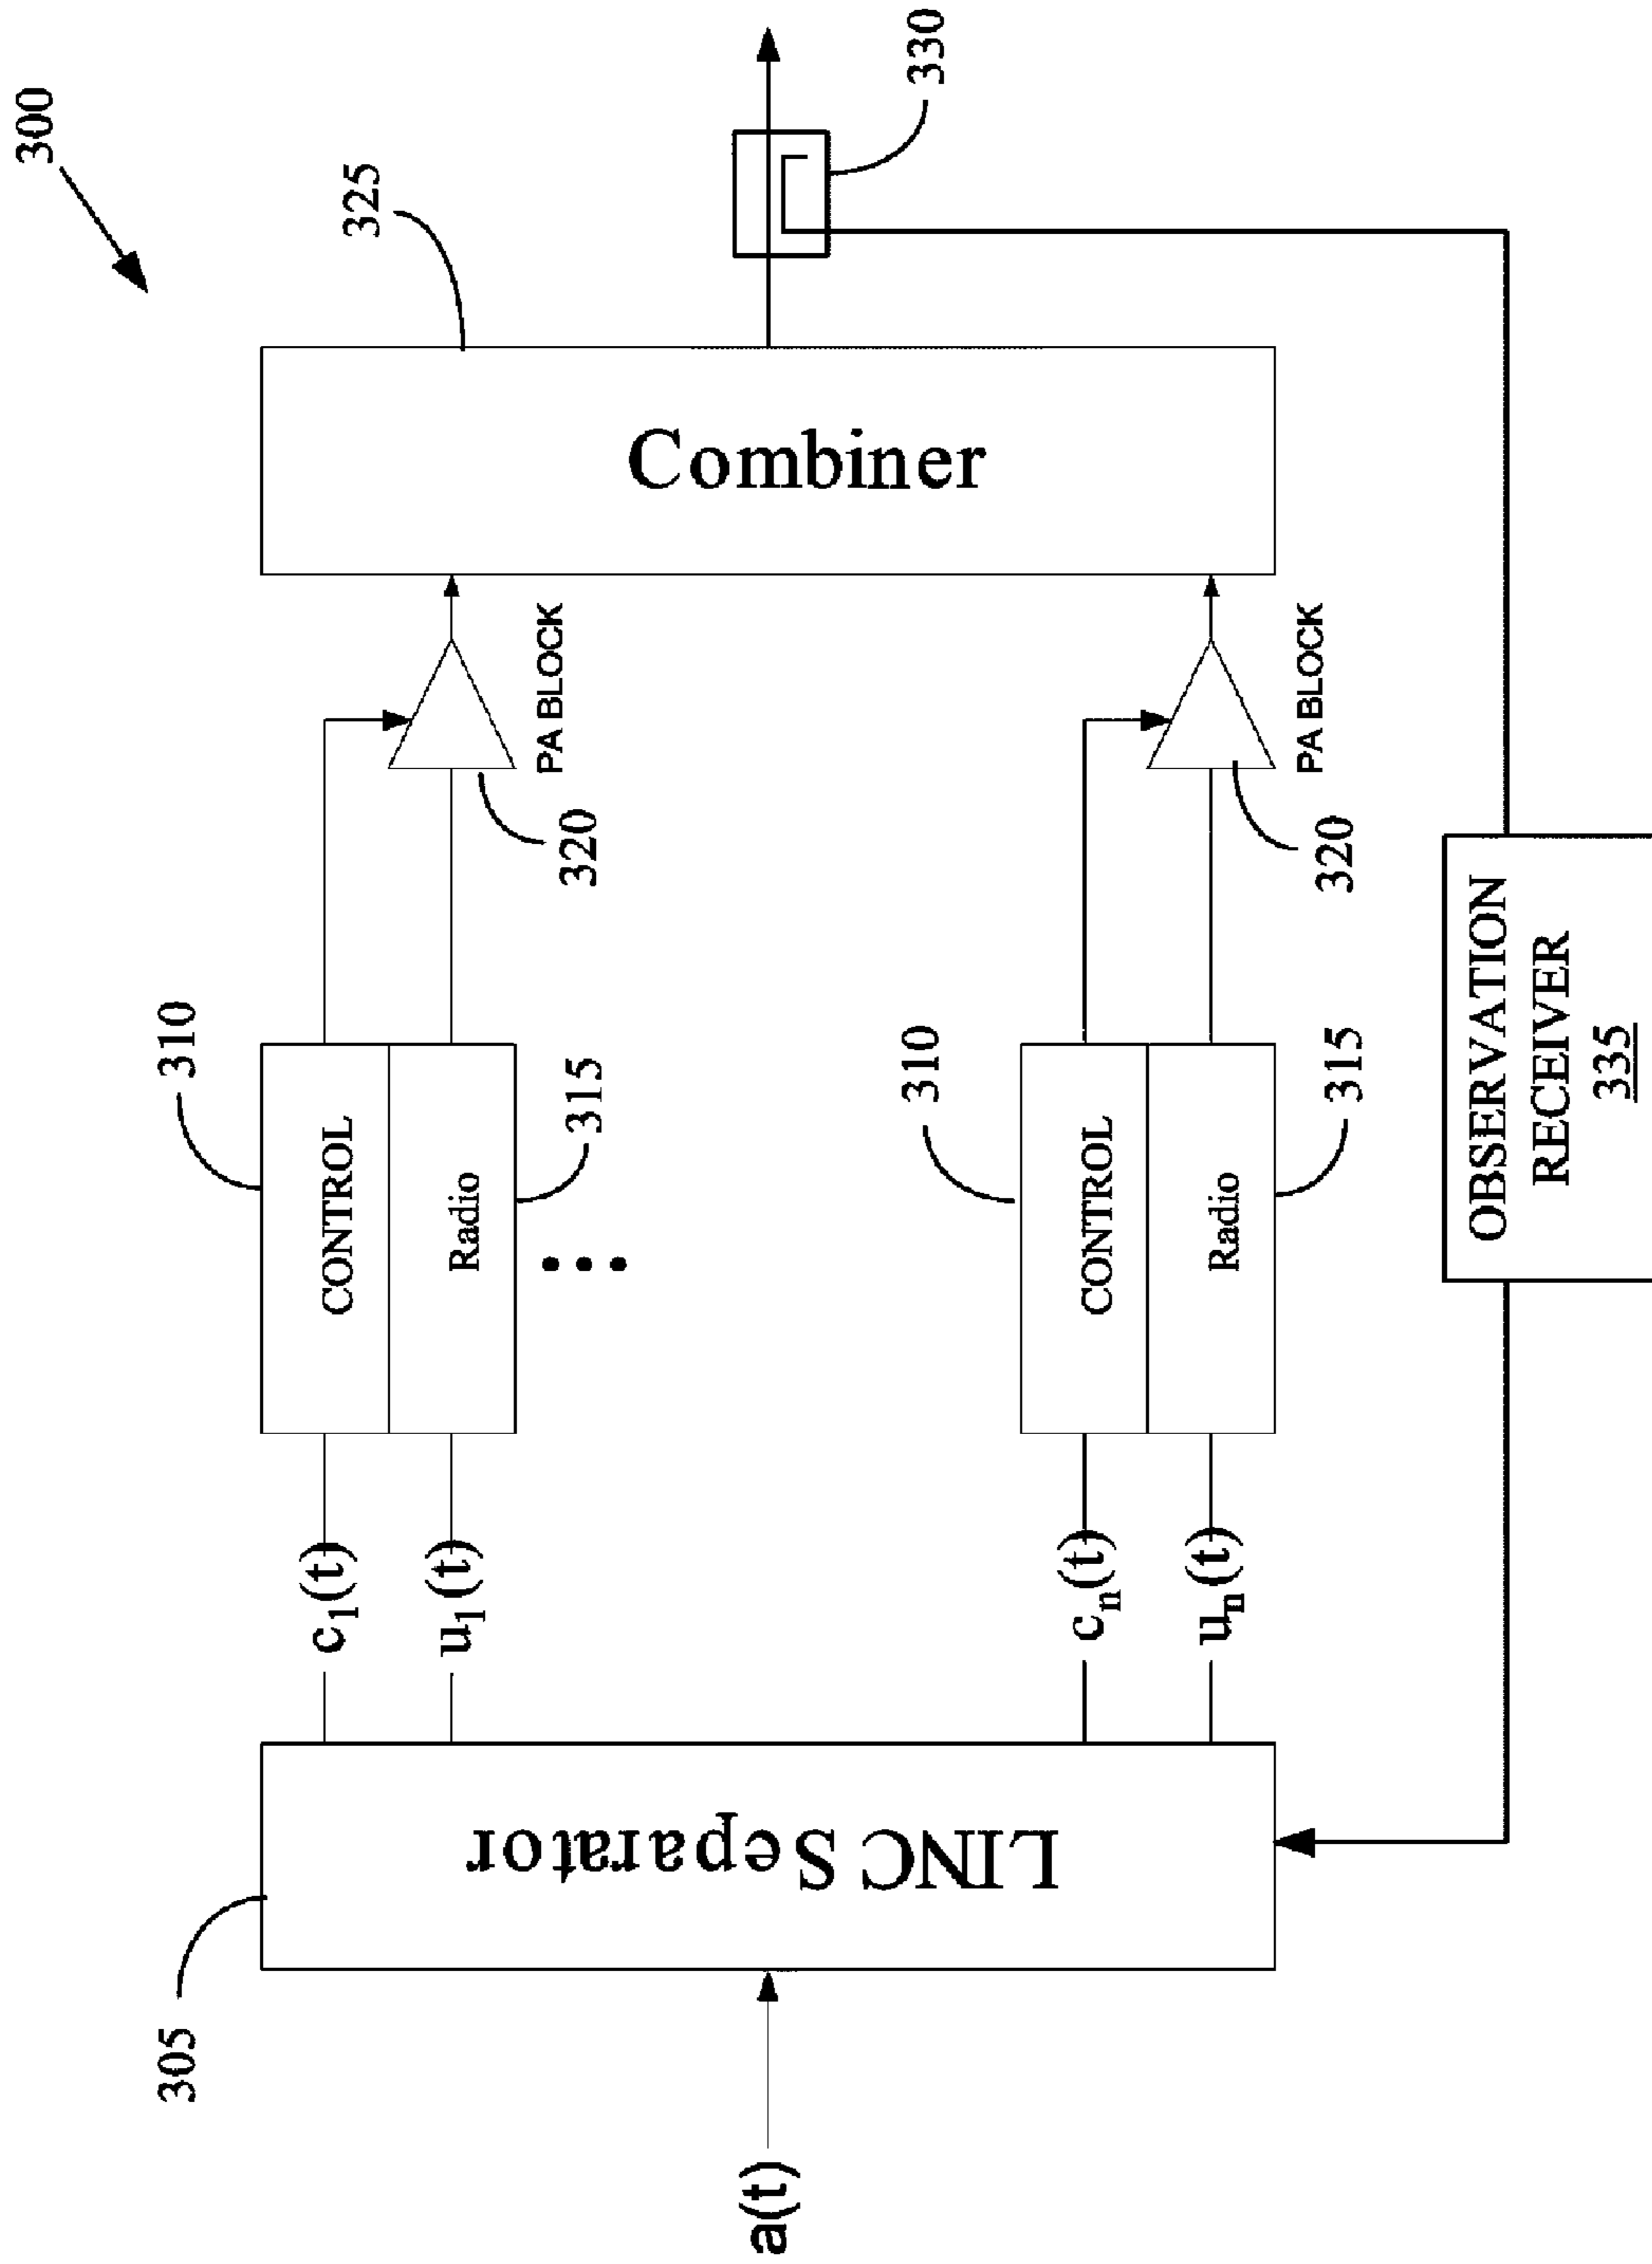 300
305
a(t)
LINC Separator
c1(t)
u1(t)
cn(t)
un(t)
310
CONTROL
Radio
315
310
CONTROL
Radio
315
320
PA BLOCK
320
PA BLOCK
325
Combiner
330
OBSERVATION
RECEIVER
335